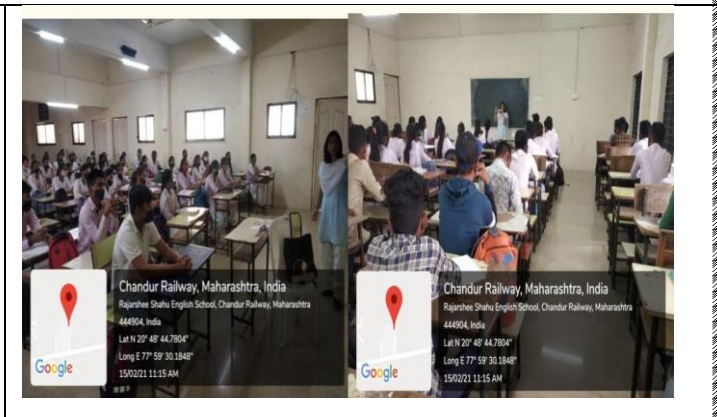 Chandur Railway, Maharashtra, India
Rajarshee Shahu English School, Chandur Railway, Maharashtra
444904, India
Lat N 20° 48' 44.7804"
Long E 77° 59' 30.1848"
15/02/21 11:15 AM
Google
Chandur Railway, Maharashtra, India
Rajarshee Shahu English School, Chandur Railway, Maharashtra
444904, India
Lat N 20° 48' 44.7804"
Long E 77° 59' 30.1848"
15/02/21 11:15 AM
Google